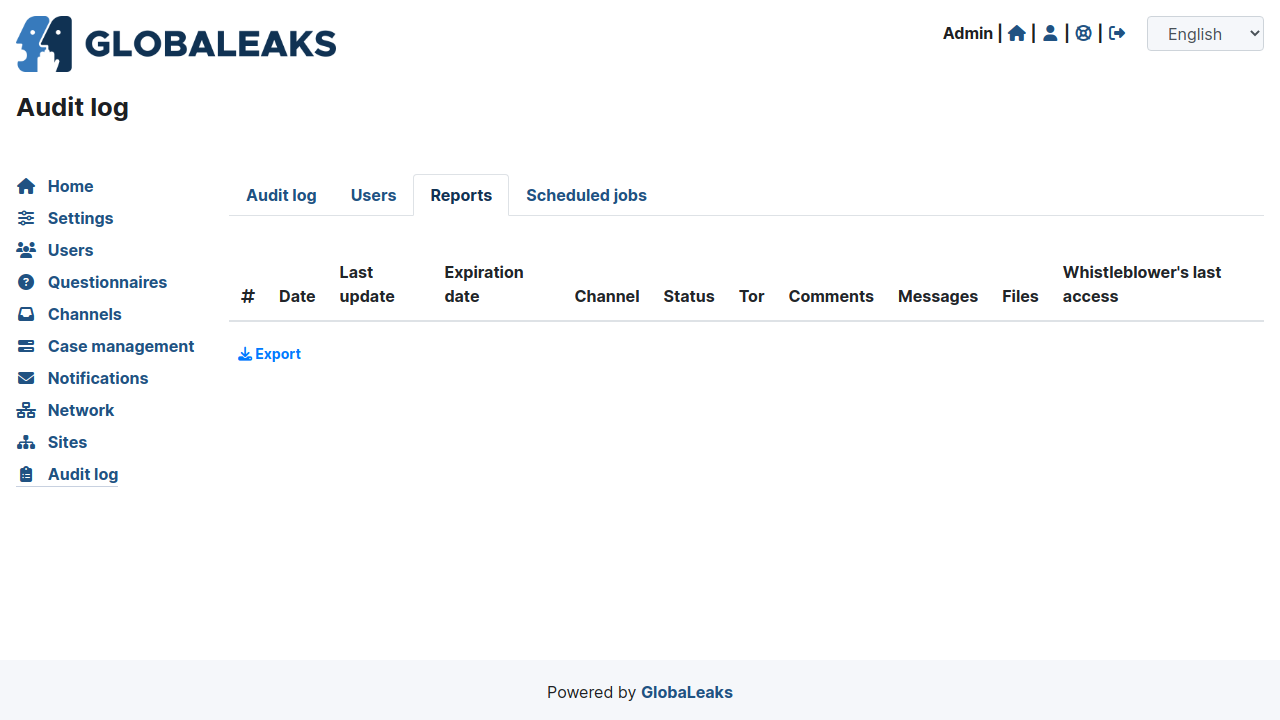 GLOBALEAKS
Admin | | | |
English
Audit log
Home
Settings
Users
Questionnaires
Channels
Case management
Notifications
Network
Sites
Audit log
Audit log Users Reports Scheduled jobs
# Date Last update Expiration date Channel Status Tor Comments Messages Files Whistleblower's last access
Export
Powered by GlobaLeaks